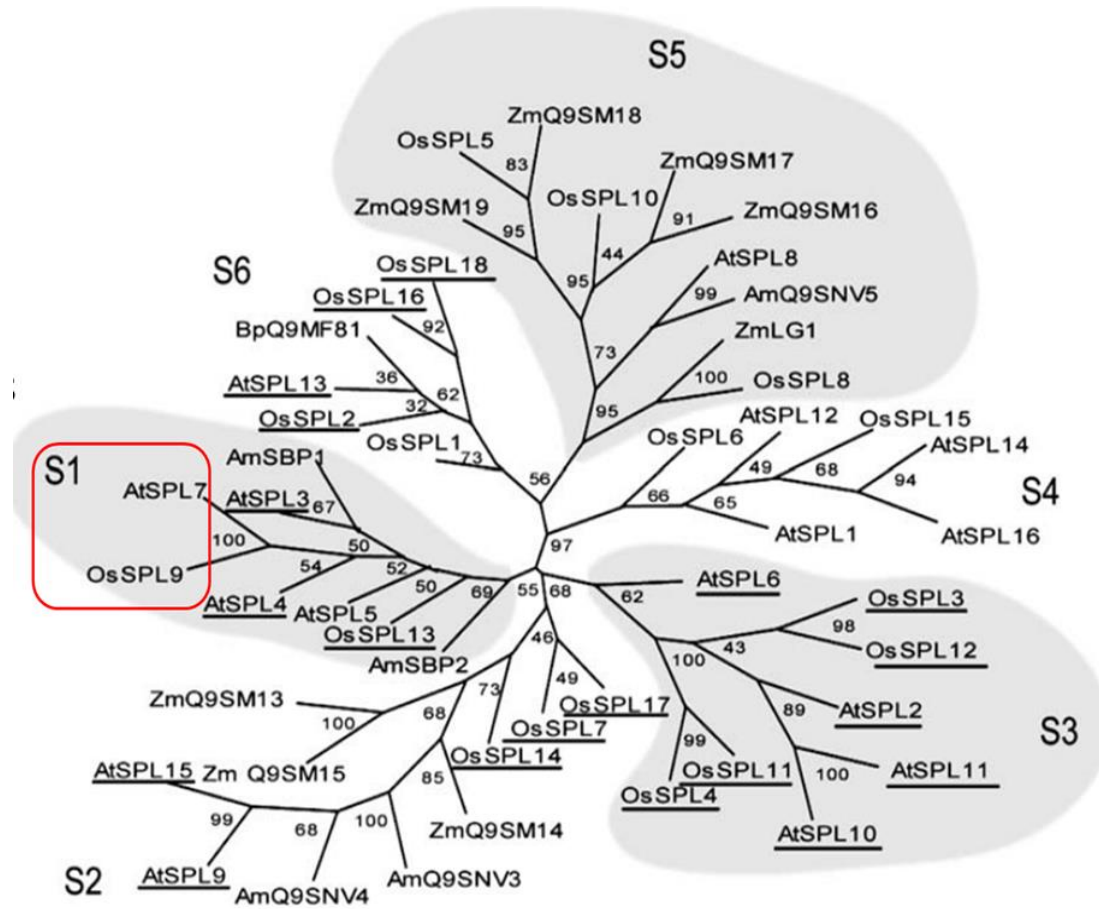 S5
ZmQ9SM18
OsSPL5
83
ZmQ9SM17
OsSPL10
ZmQ9SM19
95
91
ZmQ9SM16
44
S6
OsSPL18
AtSPL8
95
OsSPL16
99
AmQ9SNV5
BpQ9MF81
92
ZmLG1
73
36
AtSPL13
62
100
OsSPL8
32
OsSPL2
95
AtSPL12
OsSPL15
OsSPL6
OsSPL1
AtSPL14
73
49
68
S1
AmSBP1
56
94
AtSPL7
S4
AtSPL3
67
66
65
AtSPL1
AtSPL16
100
50
97
54
52
OsSPL9
50
69
55
68
62
AtSPL6
AtSPL4
AtSPL5
OsSPL3
98
OsSPL13
46
43
OsSPL12
AmSBP2
100
49
73
ZmQ9SM13
OsSPL17
89
AtSPL2
100
68
OsSPL7
S3
99
OsSPL14
AtSPL15
Zm Q9SM15
OsSPL11
AtSPL11
100
85
OsSPL4
99
68
100
ZmQ9SM14
AtSPL10
S2
AtSPL9
AmQ9SNV3
AmQ9SNV4